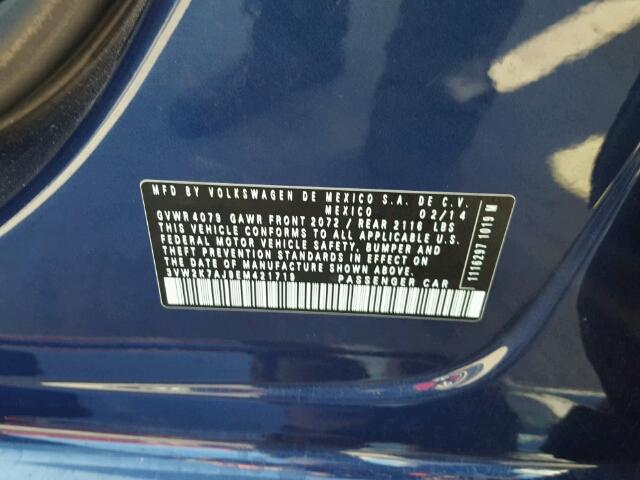 MFD BY VOLKSWAGEN DE MEXICO S.A. DE C.V.
MEXICO 02/14
GVWR 4079 GAWR FRONT 2072 / REAR 2116 LBS
THIS VEHICLE CONFORMS TO ALL APPLICABLE U.S.
FEDERAL MOTOR VEHICLE SAFETY, BUMPER AND
THEFT PREVENTION STANDARDS IN EFFECT ON
THE DATE OF MANUFACTURE SHOWN ABOVE.
PASSENGER CAR
1116297 1019 M